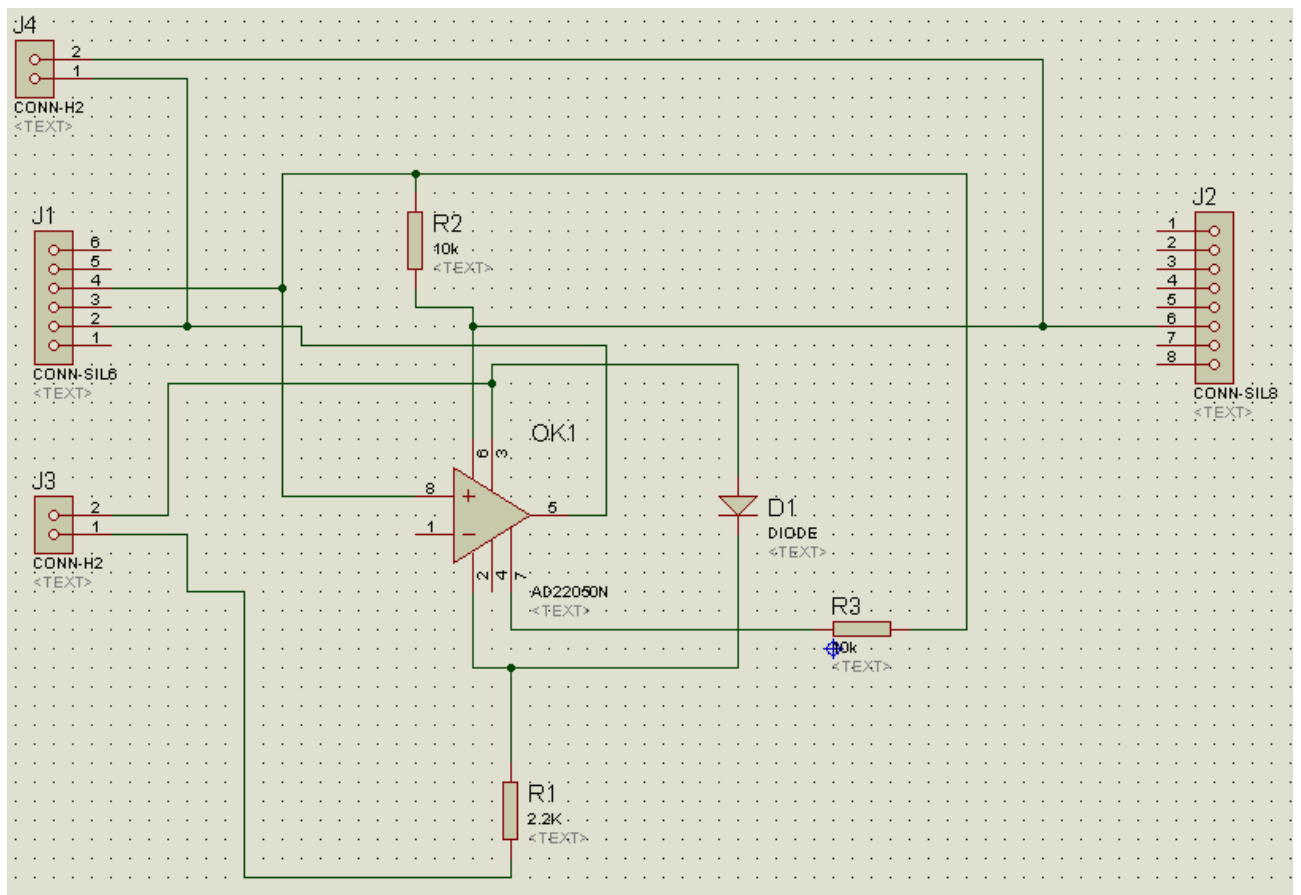 J4
2
1
CONN-H2
<TEXT>
J1
6
5
4
3
2
1
CONN-SIL6
<TEXT>
R2
10k
<TEXT>
J2
1
2
3
4
5
6
7
8
CONN-SIL8
<TEXT>
OK1
6
3
8
1
5
2
4
7
AD22050N
<TEXT>
J3
2
1
CONN-H2
<TEXT>
D1
DIODE
<TEXT>
R3
<TEXT>
R1
2.2K
<TEXT>